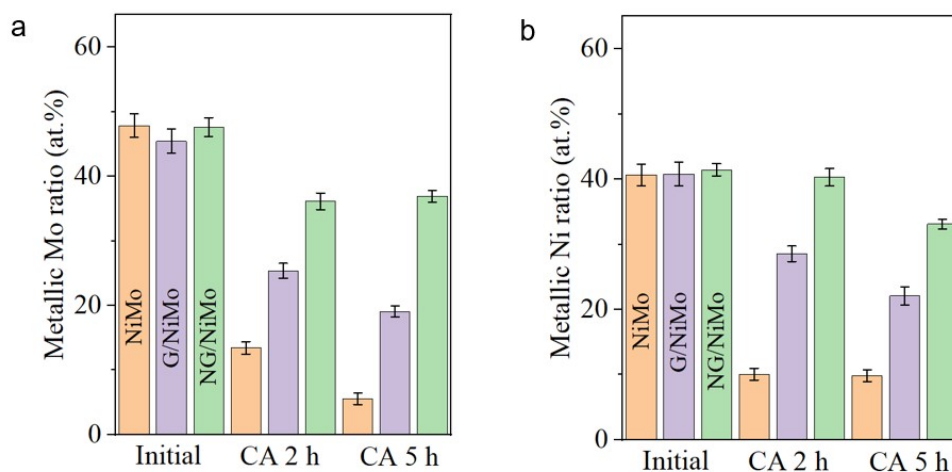 a
Metallic Mo ratio (at.%)
60
40
20
0
NiMo
G/NiMo
NG/NiMo
Initial
CA 2 h
CA 5 h
b
Metallic Ni ratio (at.%)
60
40
20
0
NiMo
G/NiMo
NG/NiMo
Initial
CA 2 h
CA 5 h